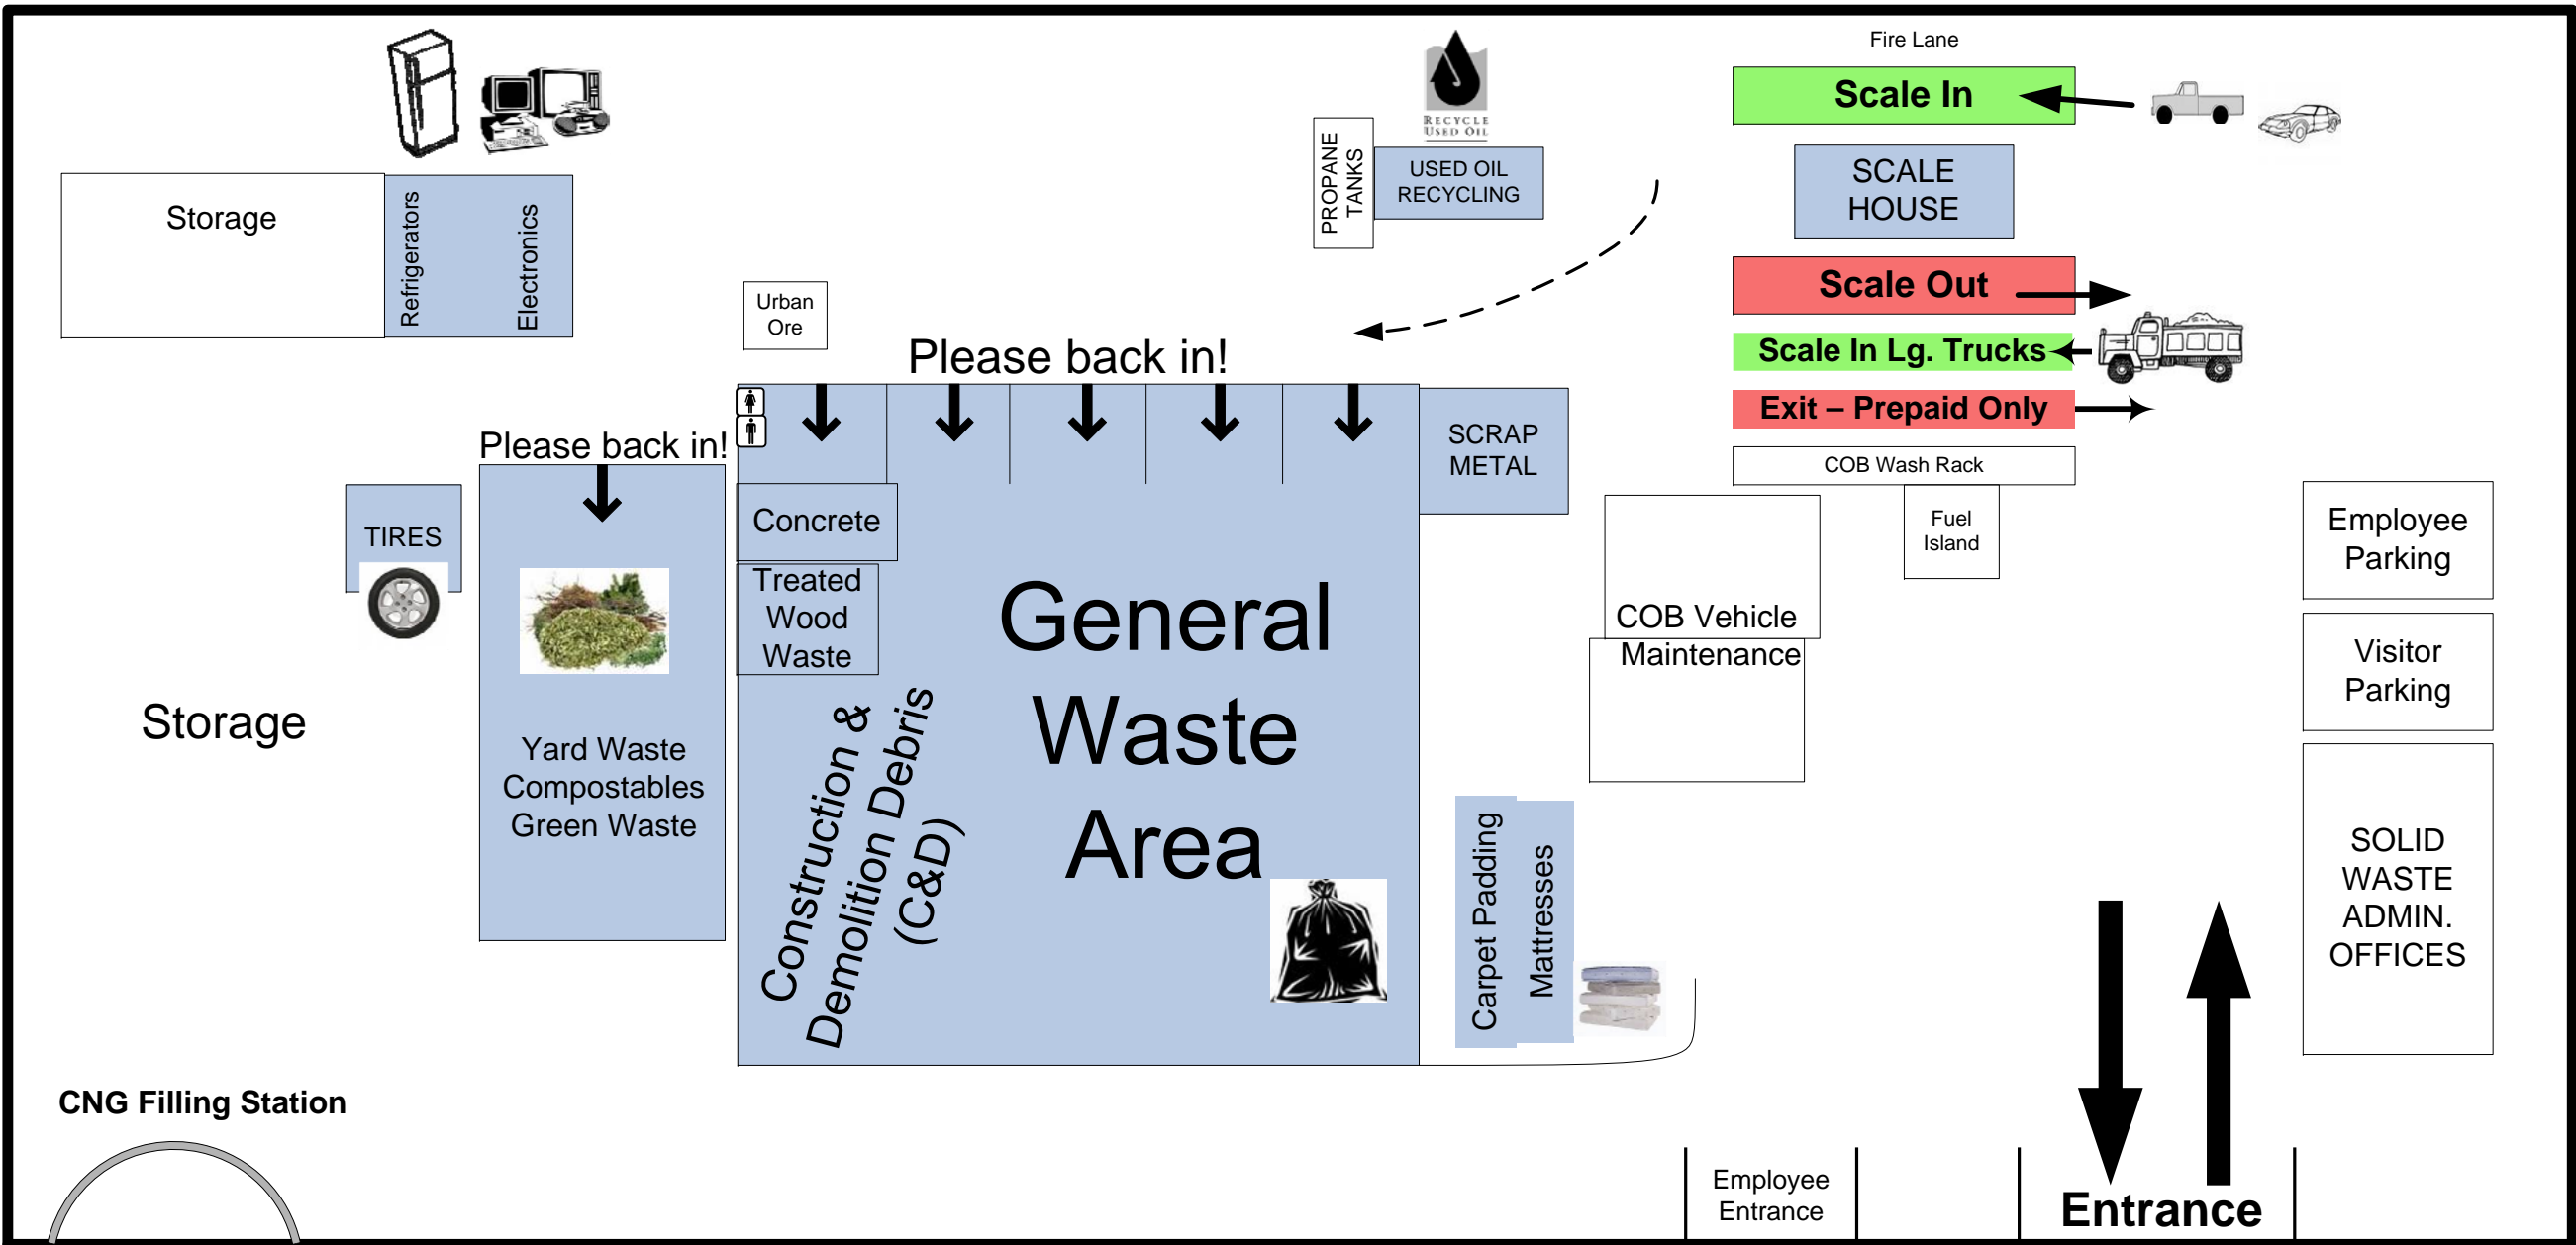 Fire Lane
Scale In
SCALE
HOUSE
Scale Out
Scale In Lg. Trucks
Exit – Prepaid Only
COB Wash Rack
Fuel
Island
RECYCLE
USED OIL
PROPANE
TANKS
USED OIL
RECYCLING
Storage
Refrigerators
Electronics
Urban
Ore
Please back in!
Please back in!
SCRAP
METAL
TIRES
Concrete
Treated
Wood
Waste
General
Waste
Area
Construction &
Demolition Debris
(C&D)
Yard Waste
Compostables
Green Waste
Storage
COB Vehicle
Maintenance
Carpet Padding
Mattresses
Employee
Parking
Visitor
Parking
SOLID
WASTE
ADMIN.
OFFICES
CNG Filling Station
Employee
Entrance
Entrance